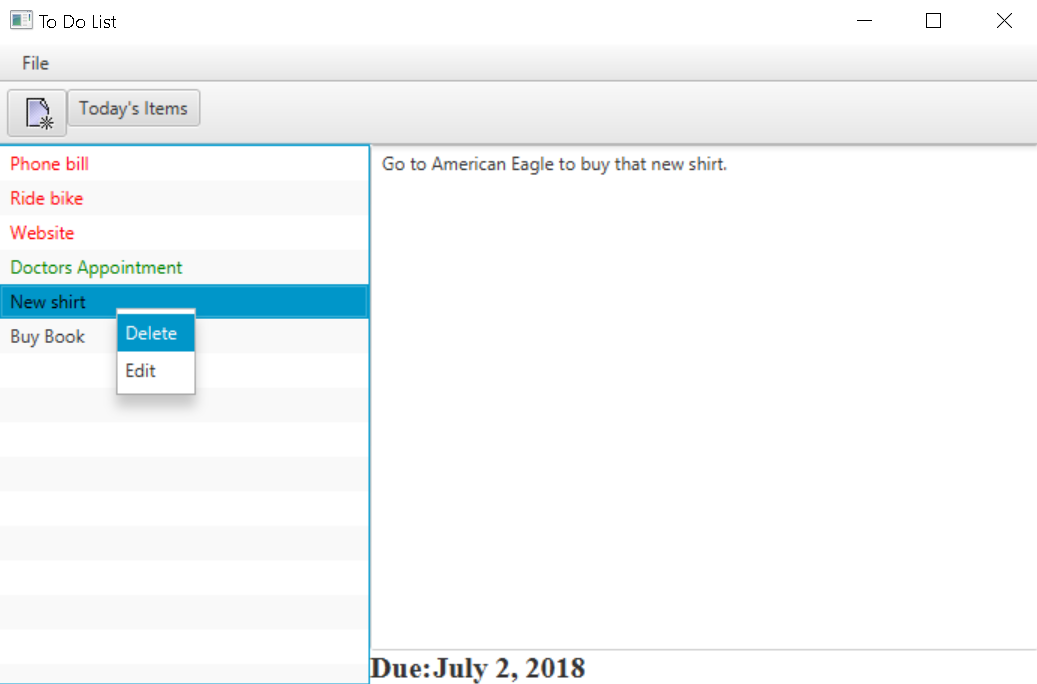 To Do List
File
Today's Items
Phone bill
Ride bike
Website
Doctors Appointment
New shirt
Buy Book
Delete
Edit
Go to American Eagle to buy that new shirt.
Due:July 2, 2018